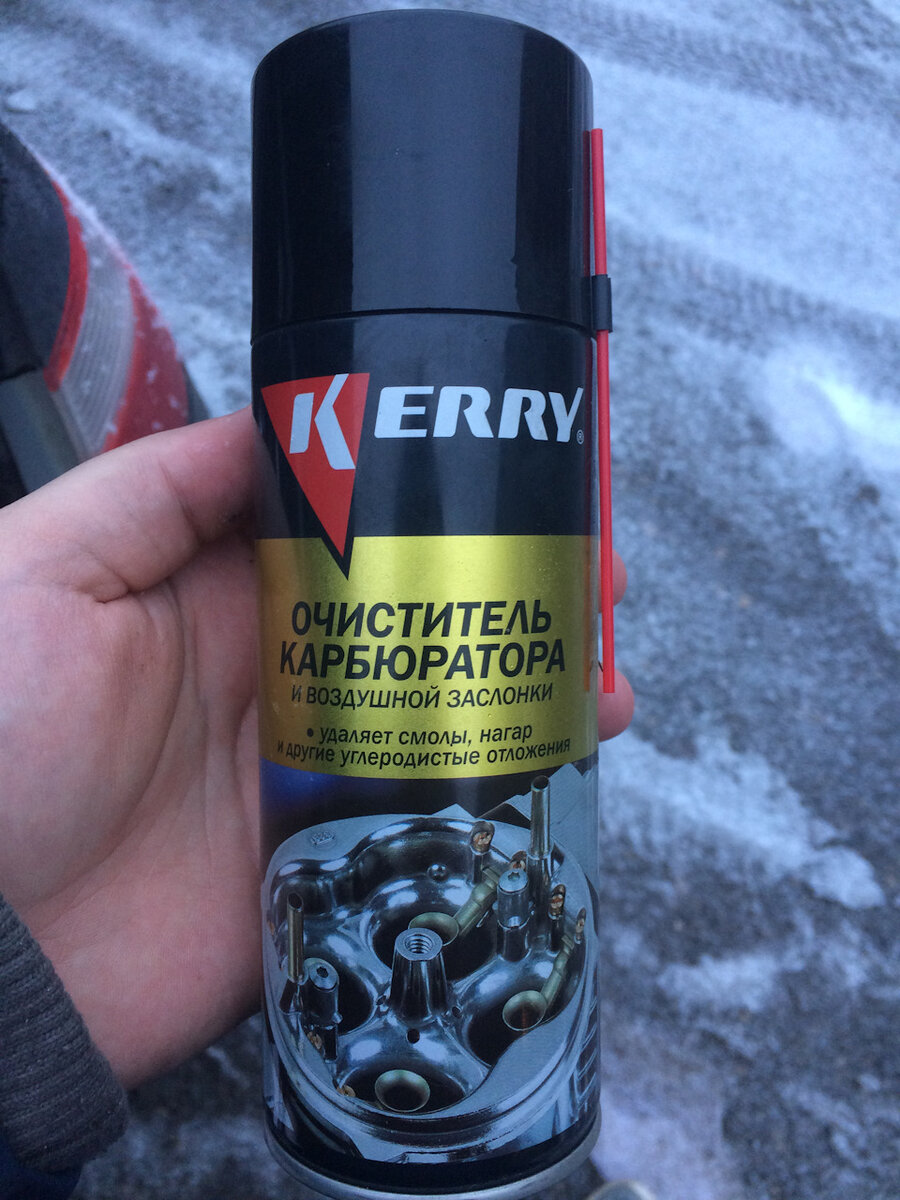 KERRY®
ОЧИСТИТЕЛЬ
КАРБЮРАТОРА
И ВОЗДУШНОЙ ЗАСЛОНКИ
• удаляет смолы, нагар
и другие углеродистые отложения